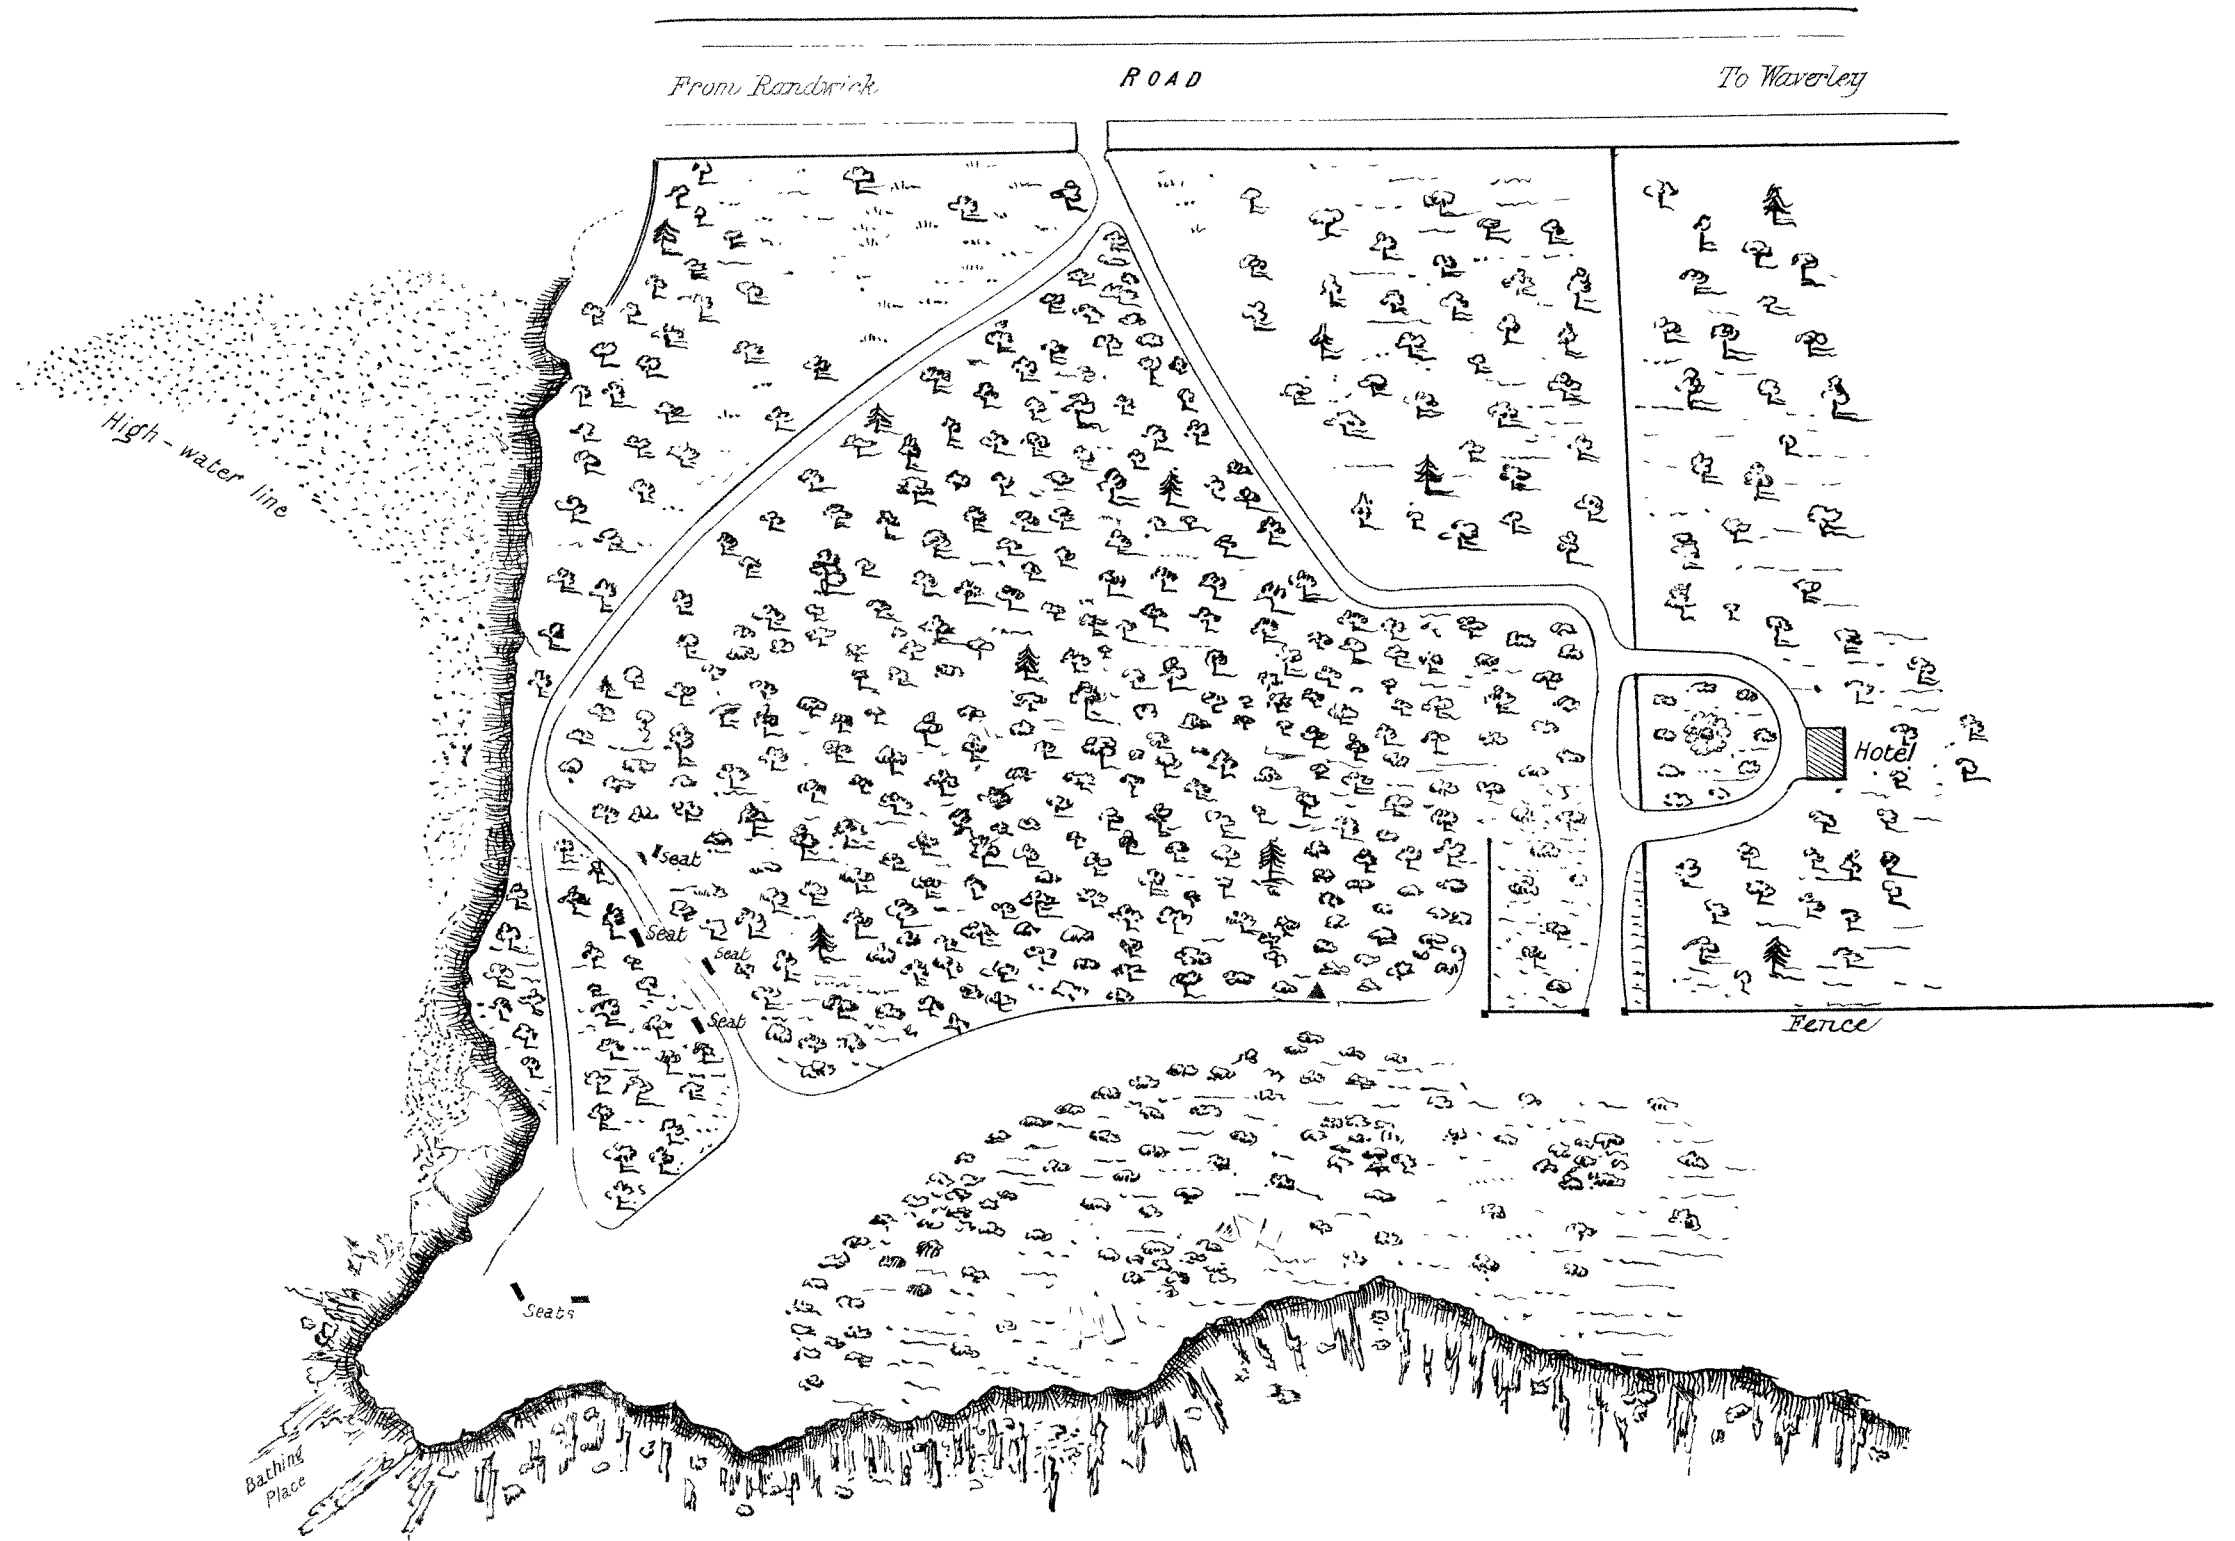 ROAD
From Randwick
To Waverley
High-water line
Hotel
Seat
Seat
Seat
Seat
Fence
Seats
Bathing
Place